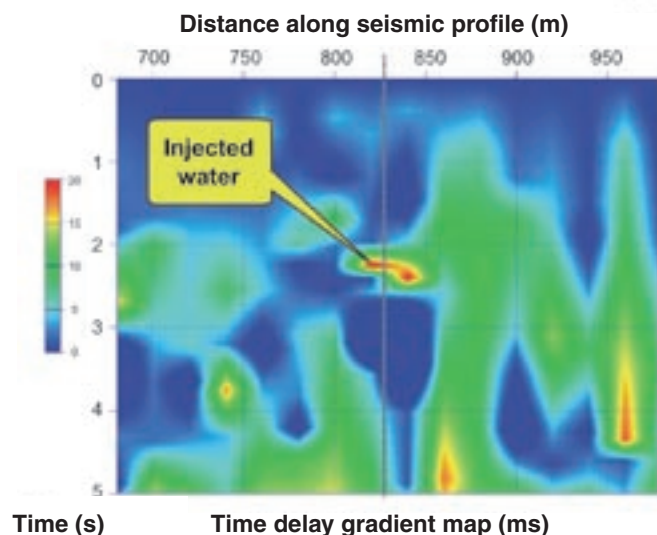 Distance along seismic profile (m)
700 740 800 850 900 950
0
Injected
water
1
20
15
10
5
0
2
3
4
5
Time (s) Time delay gradient map (ms)